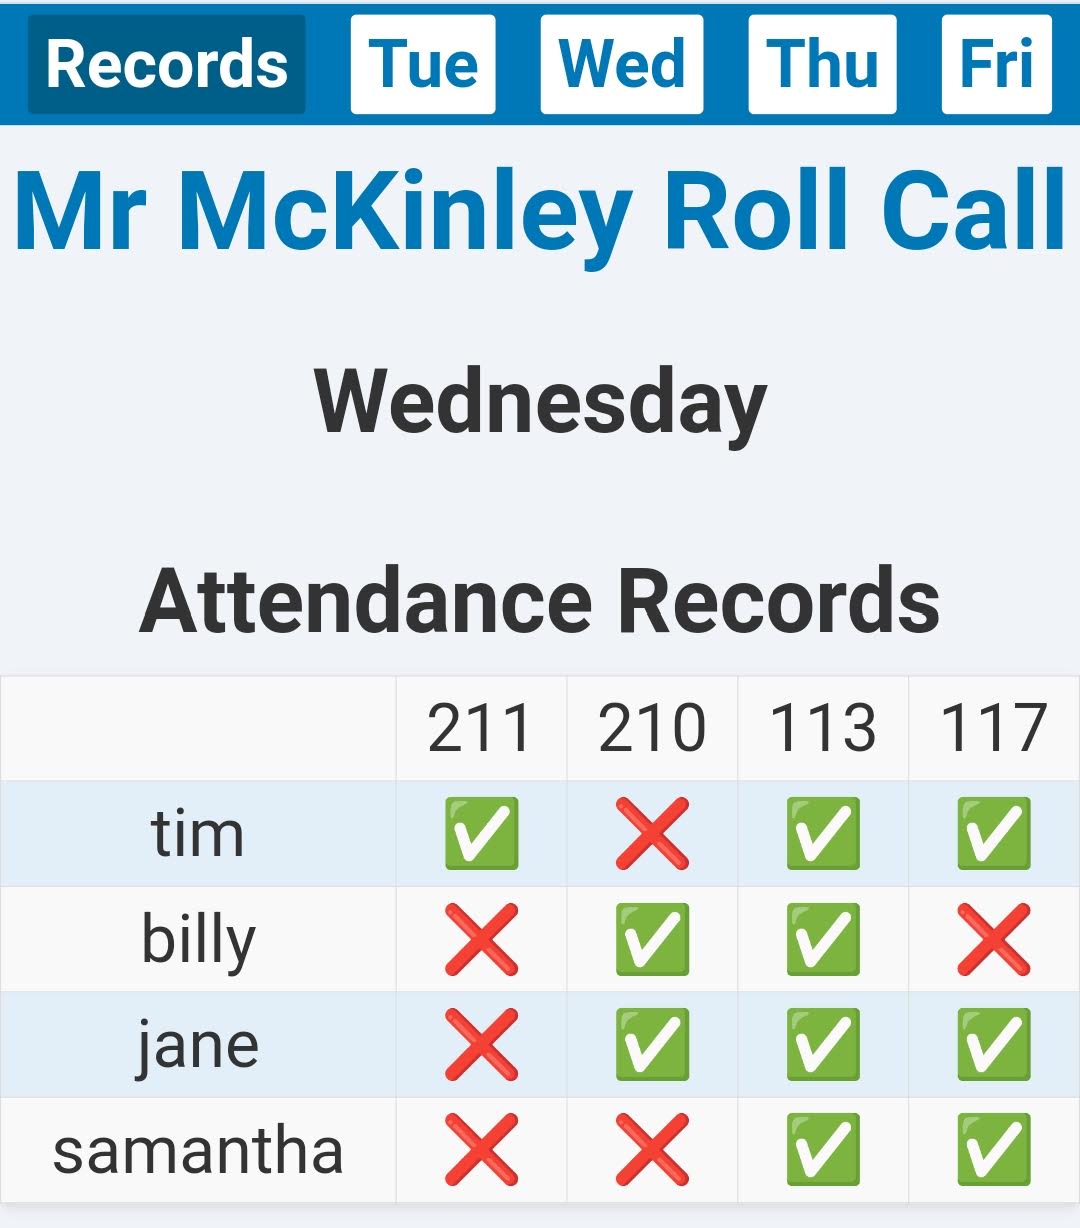 Records Tue Wed Thu Fri
Mr McKinley Roll Call
Wednesday
Attendance Records
211 210 113 117
tim ✅ ❌ ✅ ✅
billy ❌ ✅ ✅ ❌
jane ❌ ✅ ✅ ✅
samantha ❌ ❌ ✅ ✅